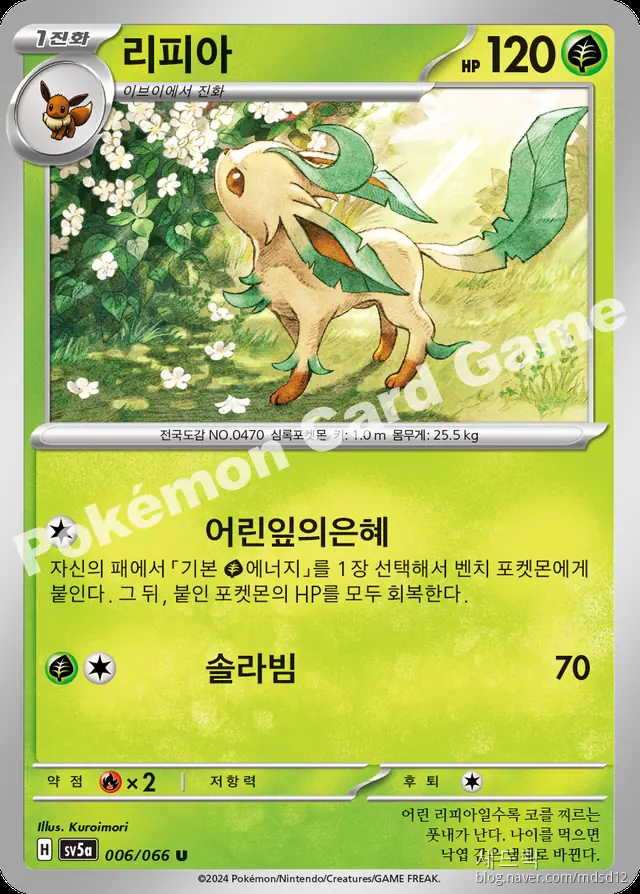 1진화
리피아
HP 120
이브이에서 진화
전국도감 NO.0470 심록포켓몬 키: 1.0 m 몸무게: 25.5 kg
Pokémon Card Game
어린잎의은혜
자신의 패에서 「기본 에너지」를 1장 선택해서 벤치 포켓몬에게
붙인다. 그 뒤, 붙인 포켓몬의 HP를 모두 회복한다.
솔라빔 70
약점 ×2 저항력 후퇴
어린 리피아일수록 코를 찌르는
풋내가 난다. 나이를 먹으면
낙엽 같은 냄새로 바뀐다.
Illus. Kuroimori
H sv5a 006/066 U
©2024 Pokémon/Nintendo/Creatures/GAME FREAK.
blog.naver.com/mdsd12